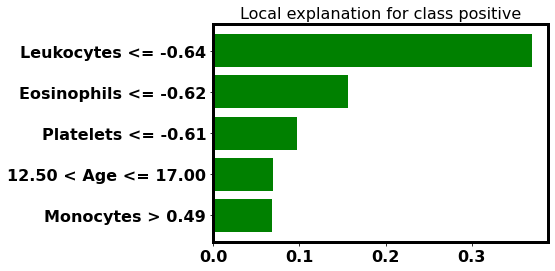 Local explanation for class positive
Leukocytes <= -0.64
Eosinophils <= -0.62
Platelets <= -0.61
12.50 < Age <= 17.00
Monocytes > 0.49
0.0 0.1 0.2 0.3